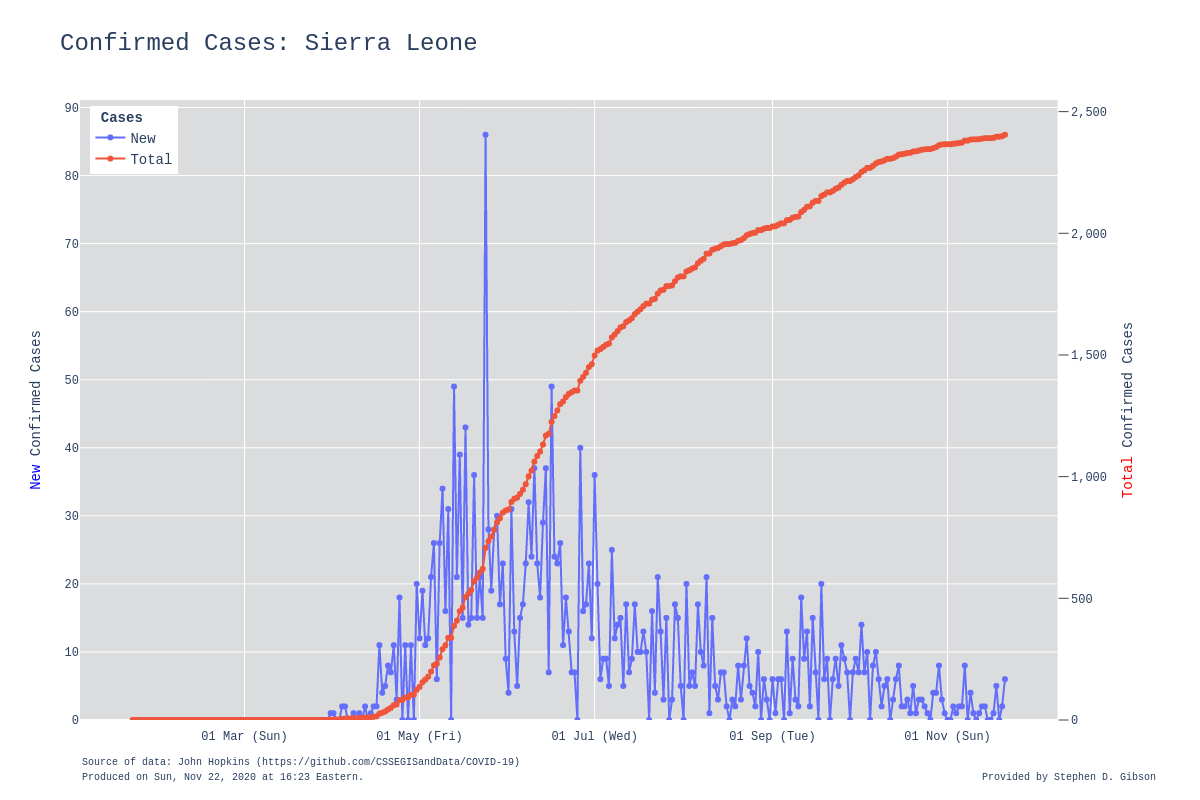 Confirmed Cases: Sierra Leone
Cases
New
Total
90
80
70
60
50
40
30
20
10
0
2,500
2,000
1,500
1,000
500
0
New Confirmed Cases
Total Confirmed Cases
01 Mar (Sun)
01 May (Fri)
01 Jul (Wed)
01 Sep (Tue)
01 Nov (Sun)
Source of data: John Hopkins (https://github.com/CSSEGISandData/COVID-19)
Produced on Sun, Nov 22, 2020 at 16:23 Eastern.
Provided by Stephen D. Gibson